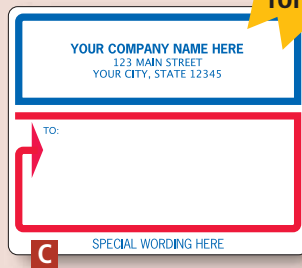 YOUR COMPANY NAME HERE
123 MAIN STREET
YOUR CITY, STATE 12345
TO:
C
SPECIAL WORDING HERE